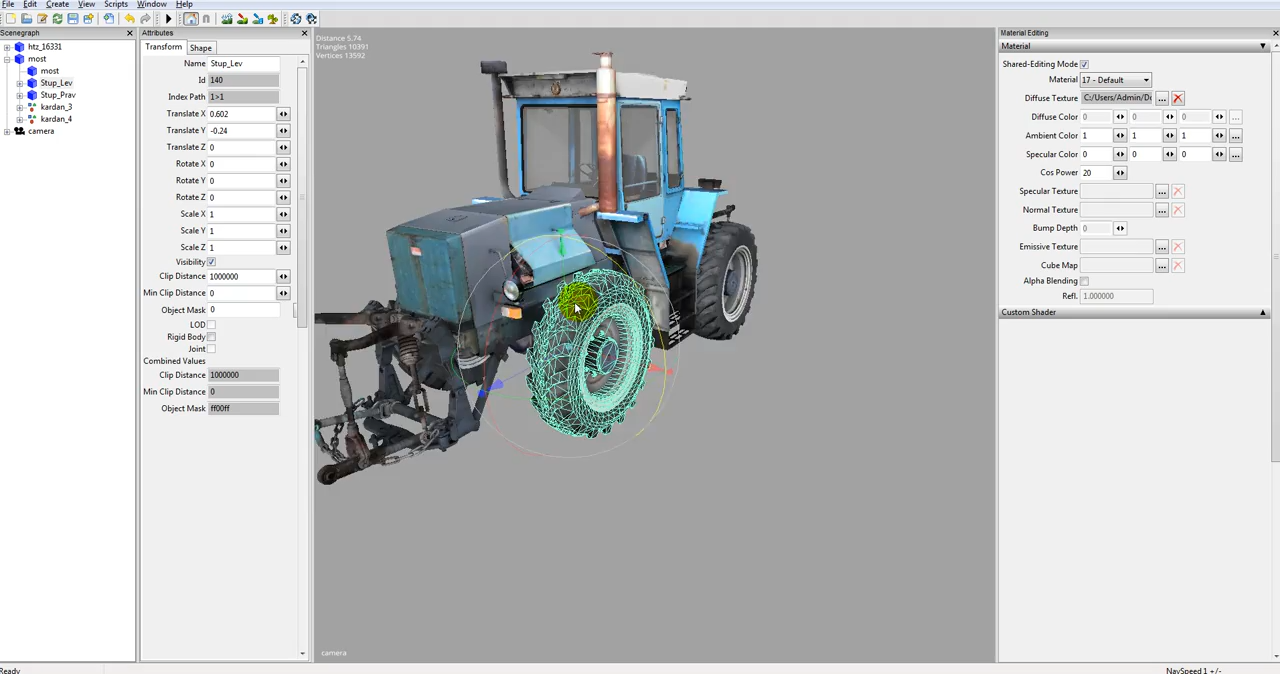 File Edit Create View Scripts Window Help
Scenegraph
htz_16331
most
most
Stup_Lev
Stup_Prav
kardan_3
kardan_4
camera
Attributes
Transform Shape
Name Stup_Lev
Id 140
Index Path 1>1
Translate X 0.602
Translate Y -0.24
Translate Z 0
Rotate X 0
Rotate Y 0
Rotate Z 0
Scale X 1
Scale Y 1
Scale Z 1
Visibility
Clip Distance 1000000
Min Clip Distance 0
Object Mask 0
LOD
Rigid Body
Joint
Combined Values
Clip Distance 1000000
Min Clip Distance 0
Object Mask ff00ff
Distance 5.74
Triangles 10391
Vertices 13592
camera
Material Editing
Material
Shared-Editing Mode
Material 17 - Default
Diffuse Texture C:/Users/Admin/De ...
Diffuse Color 0 0 0 ...
Ambient Color 1 1 1 ...
Specular Color 0 0 0 ...
Cos Power 20
Specular Texture ...
Normal Texture ...
Bump Depth 0
Emissive Texture ...
Cube Map ...
Alpha Blending
Refl. 1.000000
Custom Shader
Ready
NavSpeed 1 +/-